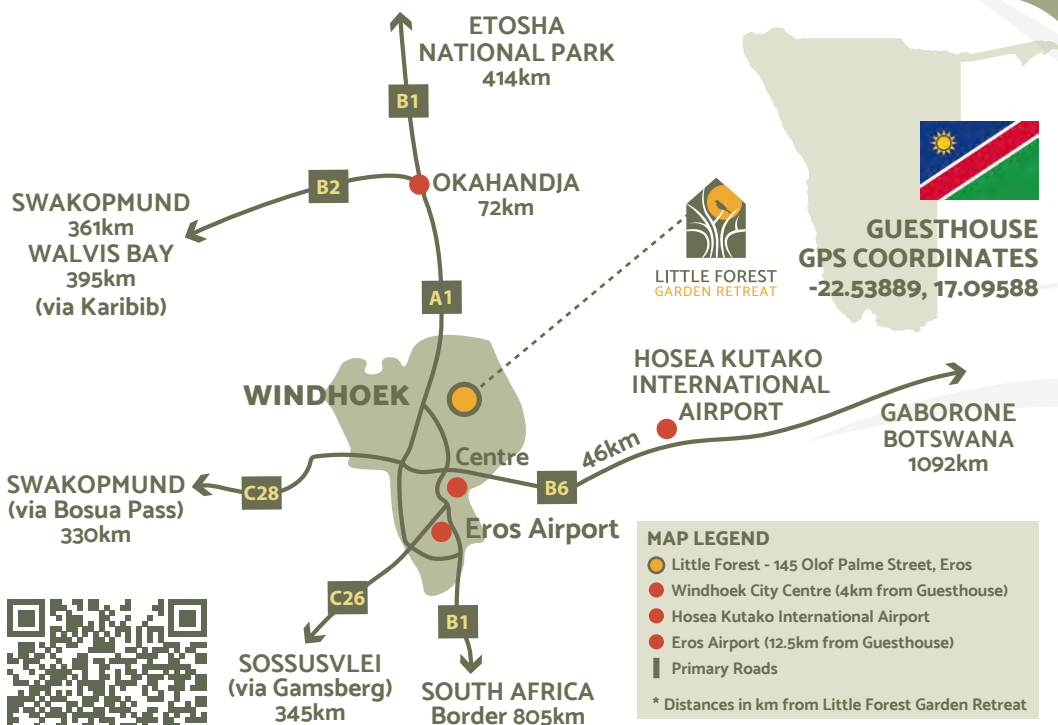 ETOSHA
NATIONAL PARK
414km
B1
B2
OKAHANDJA
72km
SWAKOPMUND
361km
WALVIS BAY
395km
(via Karibib)
A1
LITTLE FOREST
GARDEN RETREAT
GUESTHOUSE
GPS COORDINATES
-22.53889, 17.09588
WINDHOEK
HOSEA KUTAKO
INTERNATIONAL
AIRPORT
46km
GABORONE
BOTSWANA
1092km
Centre
B6
SWAKOPMUND
(via Bosua Pass)
330km
C28
Eros Airport
C26
B1
SOSSUSVLEI
(via Gamsberg)
345km
SOUTH AFRICA
Border 805km
MAP LEGEND
Little Forest - 145 Olof Palme Street, Eros
Windhoek City Centre (4km from Guesthouse)
Hosea Kutako International Airport
Eros Airport (12.5km from Guesthouse)
Primary Roads
* Distances in km from Little Forest Garden Retreat